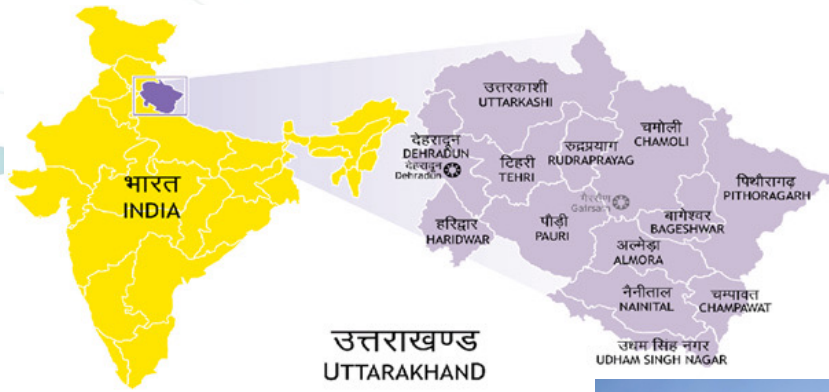 भारत
INDIA
उत्तरकाशी
UTTARKASHI
चमोली
CHAMOLI
देहरादून
DEHRADUN
देहरादून
Dehradun
टिहरी
TEHRI
रुद्रप्रयाग
RUDRAPRAYAG
पिथौरागढ़
PITHORAGARH
हरिद्वार
HARIDWAR
पौड़ी
PAURI
गैरसैंण
Gairsain
बागेश्वर
BAGESHWAR
अल्मोड़ा
ALMORA
नैनीताल
NAINITAL
चम्पावत
CHAMPAWAT
उधम सिंह नगर
UDHAM SINGH NAGAR
उत्तराखण्ड
UTTARAKHAND